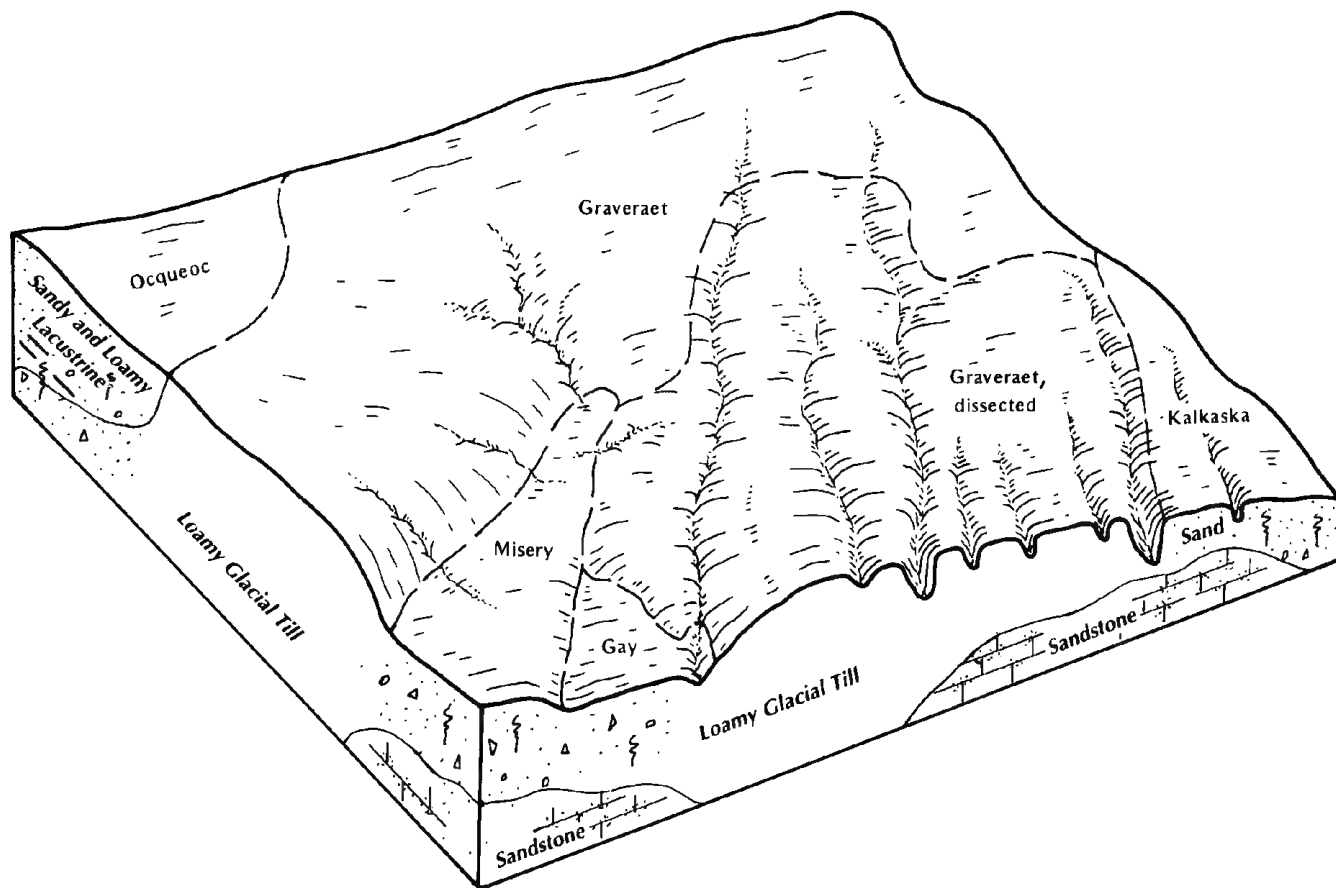 Graveraet
Ocqueoc
Sandy and Loamy
Lacustrine
Graveraet,
dissected
Kalkaska
Misery
Sand
Loamy Glacial Till
Gay
Sandstone
Loamy Glacial Till
Sandstone